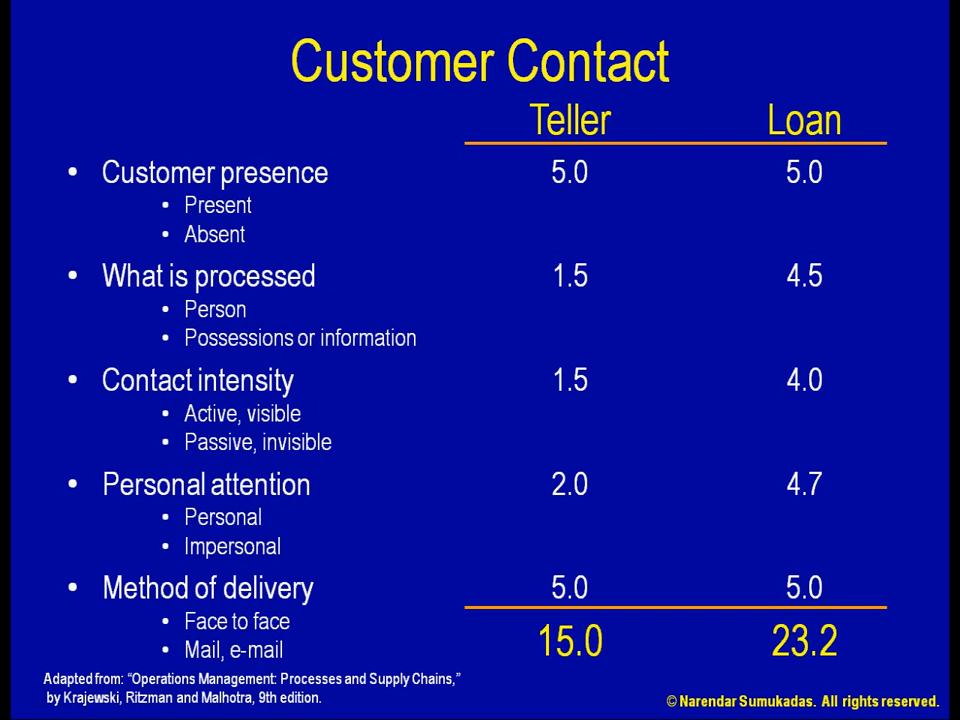 Customer Contact
Teller Loan
• Customer presence 5.0 5.0
• Present
• Absent
• What is processed 1.5 4.5
• Person
• Possessions or information
• Contact intensity 1.5 4.0
• Active, visible
• Passive, invisible
• Personal attention 2.0 4.7
• Personal
• Impersonal
• Method of delivery 5.0 5.0
• Face to face
• Mail, e-mail
15.0 23.2
Adapted from: “Operations Management: Processes and Supply Chains,”
by Krajewski, Ritzman and Malhotra, 9th edition.
© Narendar Sumukadas. All rights reserved.